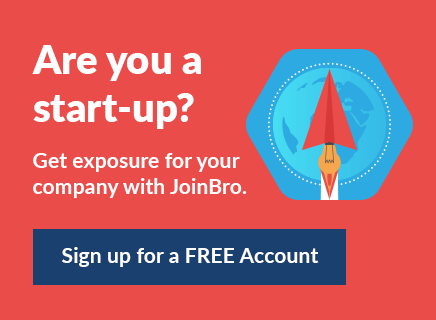 Are you a
start-up?
Get exposure for your
company with JoinBro.
Sign up for a FREE Account